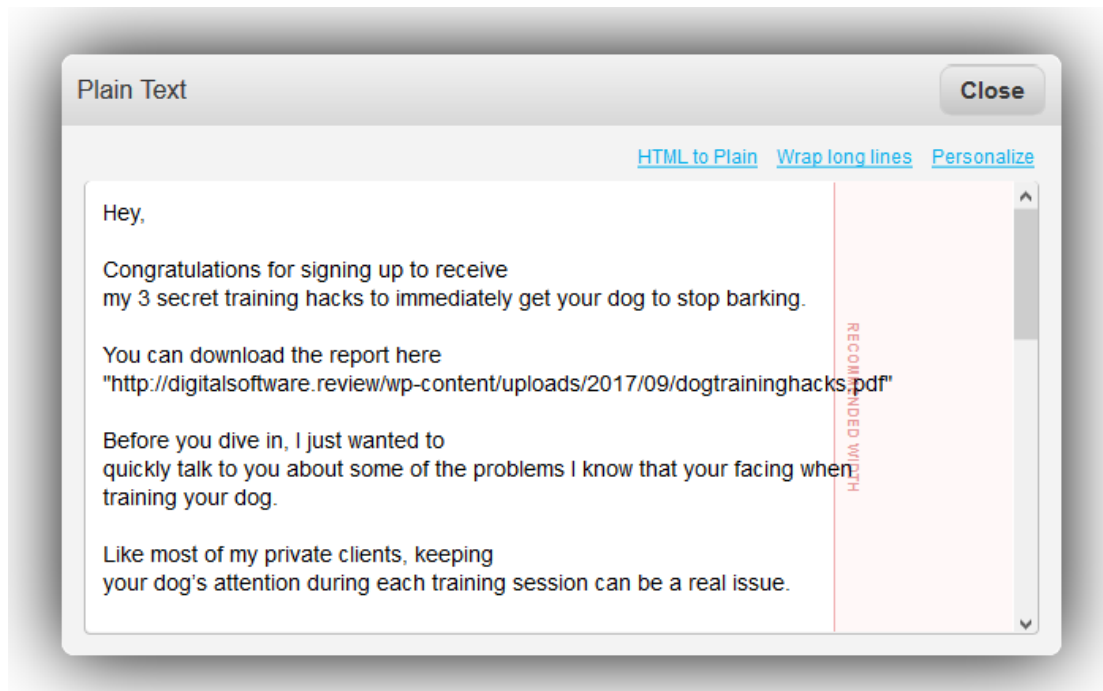 Plain Text
Close
HTML to Plain
Wrap long lines
Personalize
Hey,
Congratulations for signing up to receive
my 3 secret training hacks to immediately get your dog to stop barking.
You can download the report here
"http://digitalsoftware.review/wp-content/uploads/2017/09/dogtraininghacks.pdf"
Before you dive in, I just wanted to
quickly talk to you about some of the problems I know that your facing when
training your dog.
Like most of my private clients, keeping
your dog’s attention during each training session can be a real issue.
RECOMMENDED WIDTH